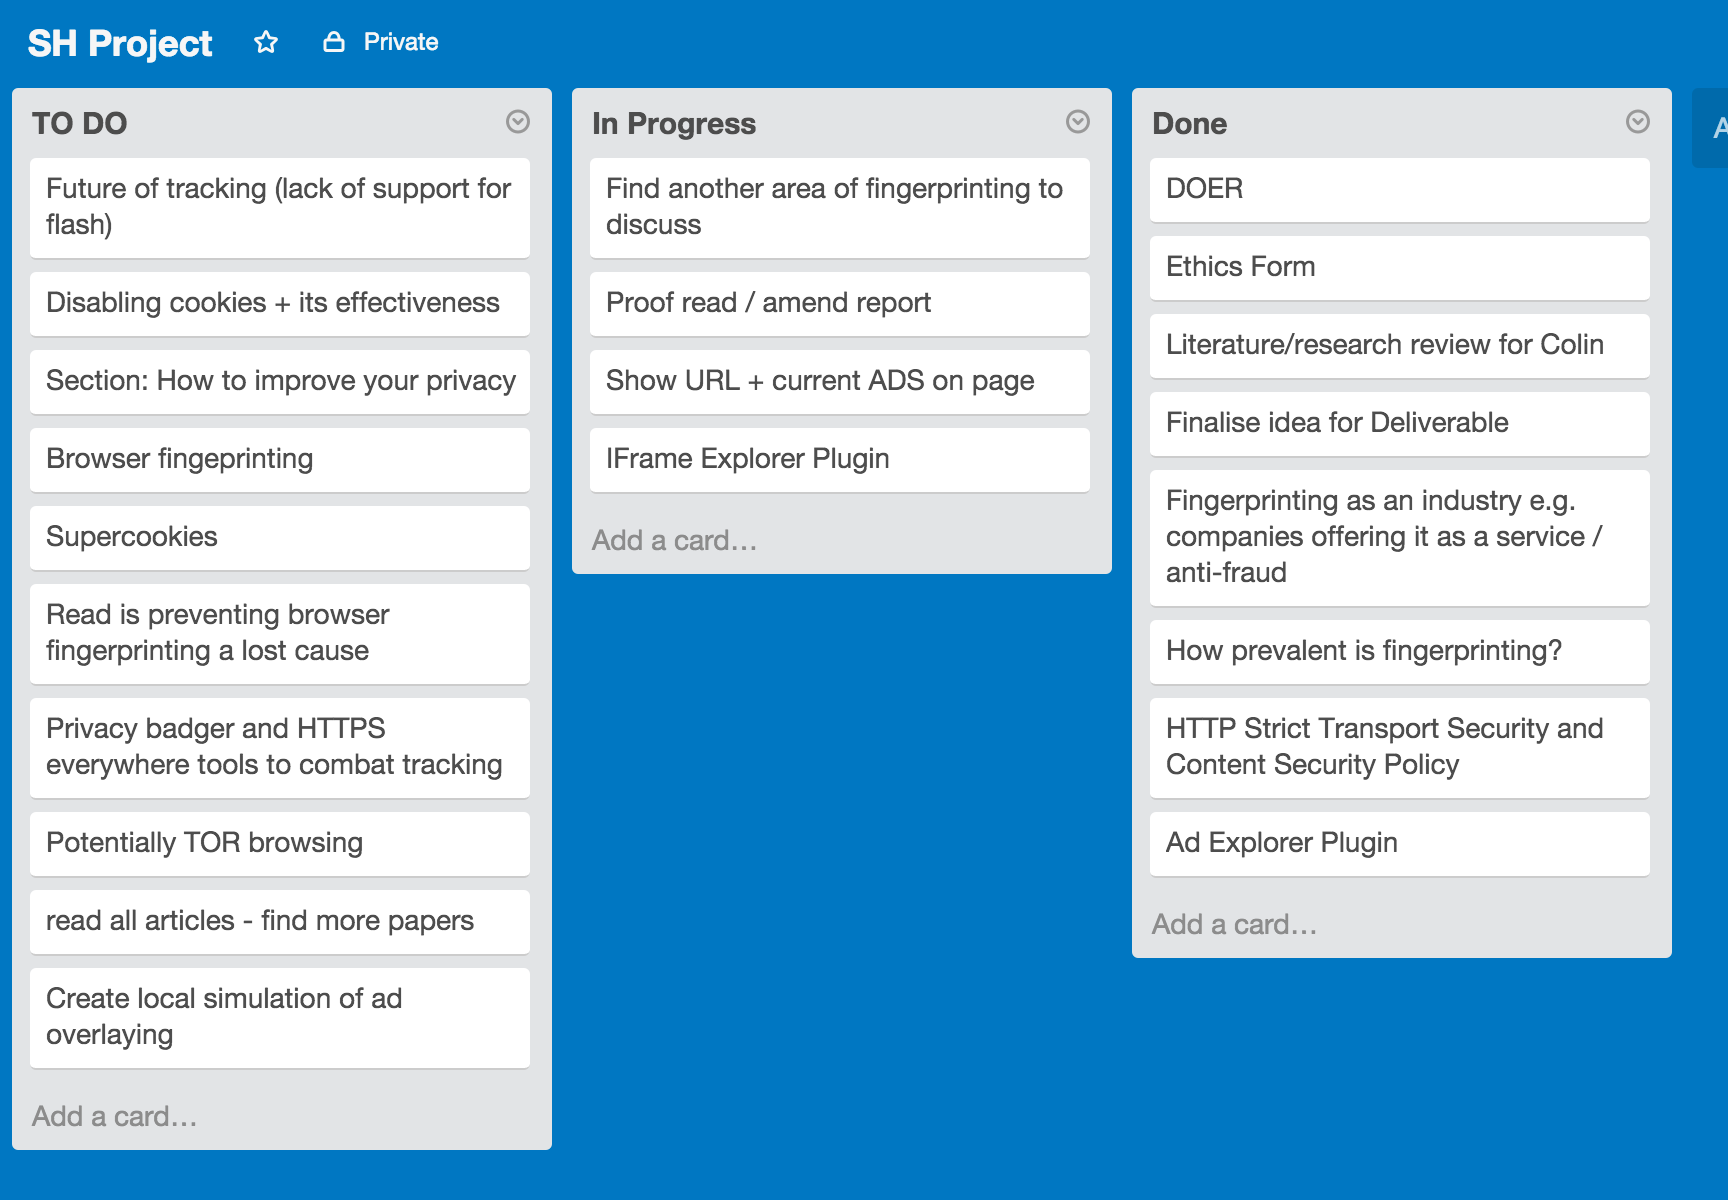 SH Project
Private
TO DO
Future of tracking (lack of support for
flash)
Disabling cookies + its effectiveness
Section: How to improve your privacy
Browser fingeprinting
Supercookies
Read is preventing browser
fingerprinting a lost cause
Privacy badger and HTTPS
everywhere tools to combat tracking
Potentially TOR browsing
read all articles - find more papers
Create local simulation of ad
overlaying
Add a card…
In Progress
Find another area of fingerprinting to
discuss
Proof read / amend report
Show URL + current ADS on page
IFrame Explorer Plugin
Add a card…
Done
DOER
Ethics Form
Literature/research review for Colin
Finalise idea for Deliverable
Fingerprinting as an industry e.g.
companies offering it as a service /
anti-fraud
How prevalent is fingerprinting?
HTTP Strict Transport Security and
Content Security Policy
Ad Explorer Plugin
Add a card…